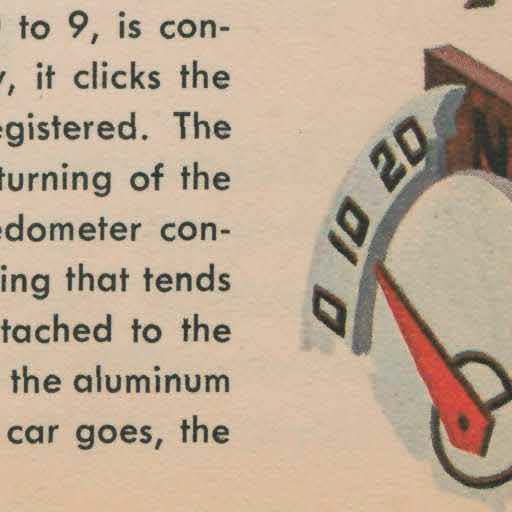 to 9, is con-
it clicks the
egistered. The
turning of the
edometer con-
ing that tends
tached to the
the aluminum
car goes, the
20
10
0
N